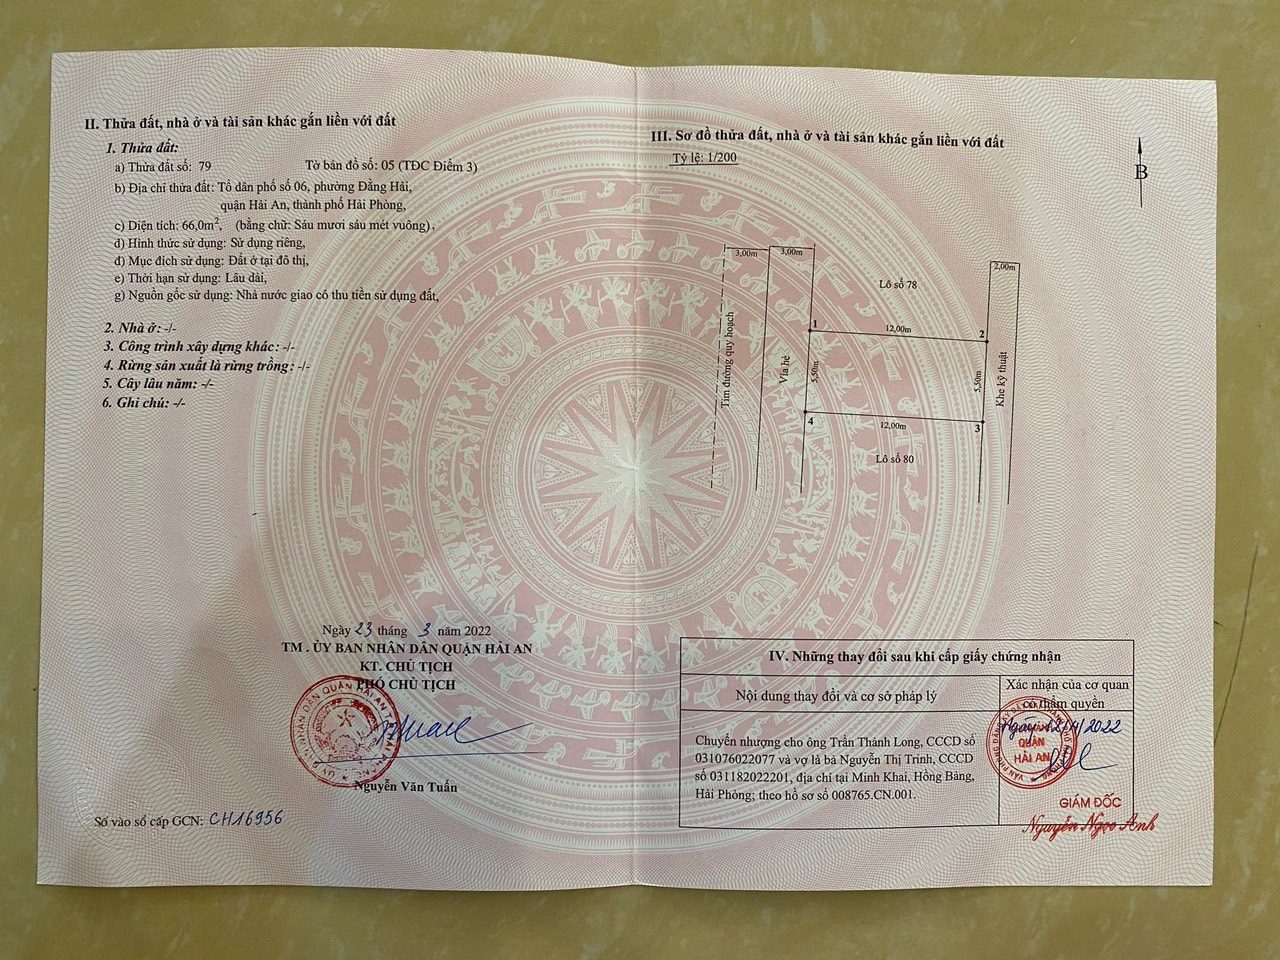 II. Thửa đất, nhà ở và tài sản khác gắn liền với đất
1. Thửa đất:
a) Thửa đất số: 79 Tờ bản đồ số: 05 (TĐC Điểm 3)
b) Địa chỉ thửa đất: Tổ dân phố số 06, phường Đằng Hải,
quận Hải An, thành phố Hải Phòng,
c) Diện tích: 66,0m², (bằng chữ: Sáu mươi sáu mét vuông),
d) Hình thức sử dụng: Sử dụng riêng,
đ) Mục đích sử dụng: Đất ở tại đô thị,
e) Thời hạn sử dụng: Lâu dài,
g) Nguồn gốc sử dụng: Nhà nước giao có thu tiền sử dụng đất,
2. Nhà ở: -/-
3. Công trình xây dựng khác: -/-
4. Rừng sản xuất là rừng trồng: -/-
5. Cây lâu năm: -/-
6. Ghi chú: -/-
Ngày 23 tháng 3 năm 2022
TM . ỦY BAN NHÂN DÂN QUẬN HẢI AN
KT. CHỦ TỊCH
PHÓ CHỦ TỊCH
Nguyễn Văn Tuấn
Số vào sổ cấp GCN: CH16956
III. Sơ đồ thửa đất, nhà ở và tài sản khác gắn liền với đất
Tỷ lệ: 1/200
B
3,00m
3,00m
2,00m
Lô số 78
1
12,00m
2
Tim đường quy hoạch
Vỉa hè
5,50m
5,50m
Khe kỹ thuật
4
12,00m
3
Lô số 80
IV. Những thay đổi sau khi cấp giấy chứng nhận
Nội dung thay đổi và cơ sở pháp lý
Xác nhận của cơ quan
có thẩm quyền
Chuyển nhượng cho ông Trần Thành Long, CCCD số
031076022077 và vợ là bà Nguyễn Thị Trinh, CCCD
số 031182022201, địa chỉ tại Minh Khai, Hồng Bàng,
Hải Phòng; theo hồ sơ số 008765.CN.001.
Ngày 12/4/2022
QUẬN
HẢI AN
GIÁM ĐỐC
Nguyễn Ngọc Anh